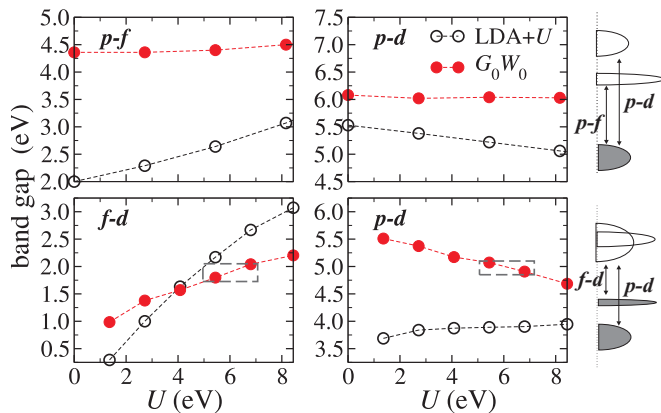 5.0
4.5
4.0
3.5
3.0
2.5
2.0
p-f
7.5
7.0
6.5
6.0
5.5
5.0
4.5
p-d
LDA+U
G₀W₀
p-f
p-d
band gap (eV)
3.0
2.5
2.0
1.5
1.0
0.5
f-d
0 2 4 6 8
U (eV)
6.0
5.5
5.0
4.5
4.0
3.5
p-d
0 2 4 6 8
U (eV)
f-d
p-d